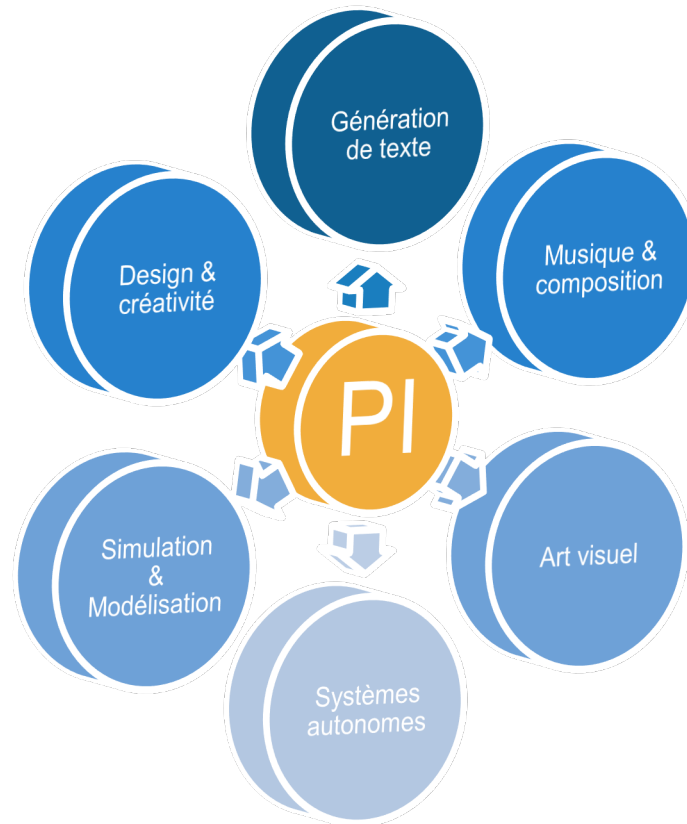 Génération
de texte
Musique &
composition
Design &
créativité
PI
Art visuel
Simulation
&
Modélisation
Systèmes
autonomes